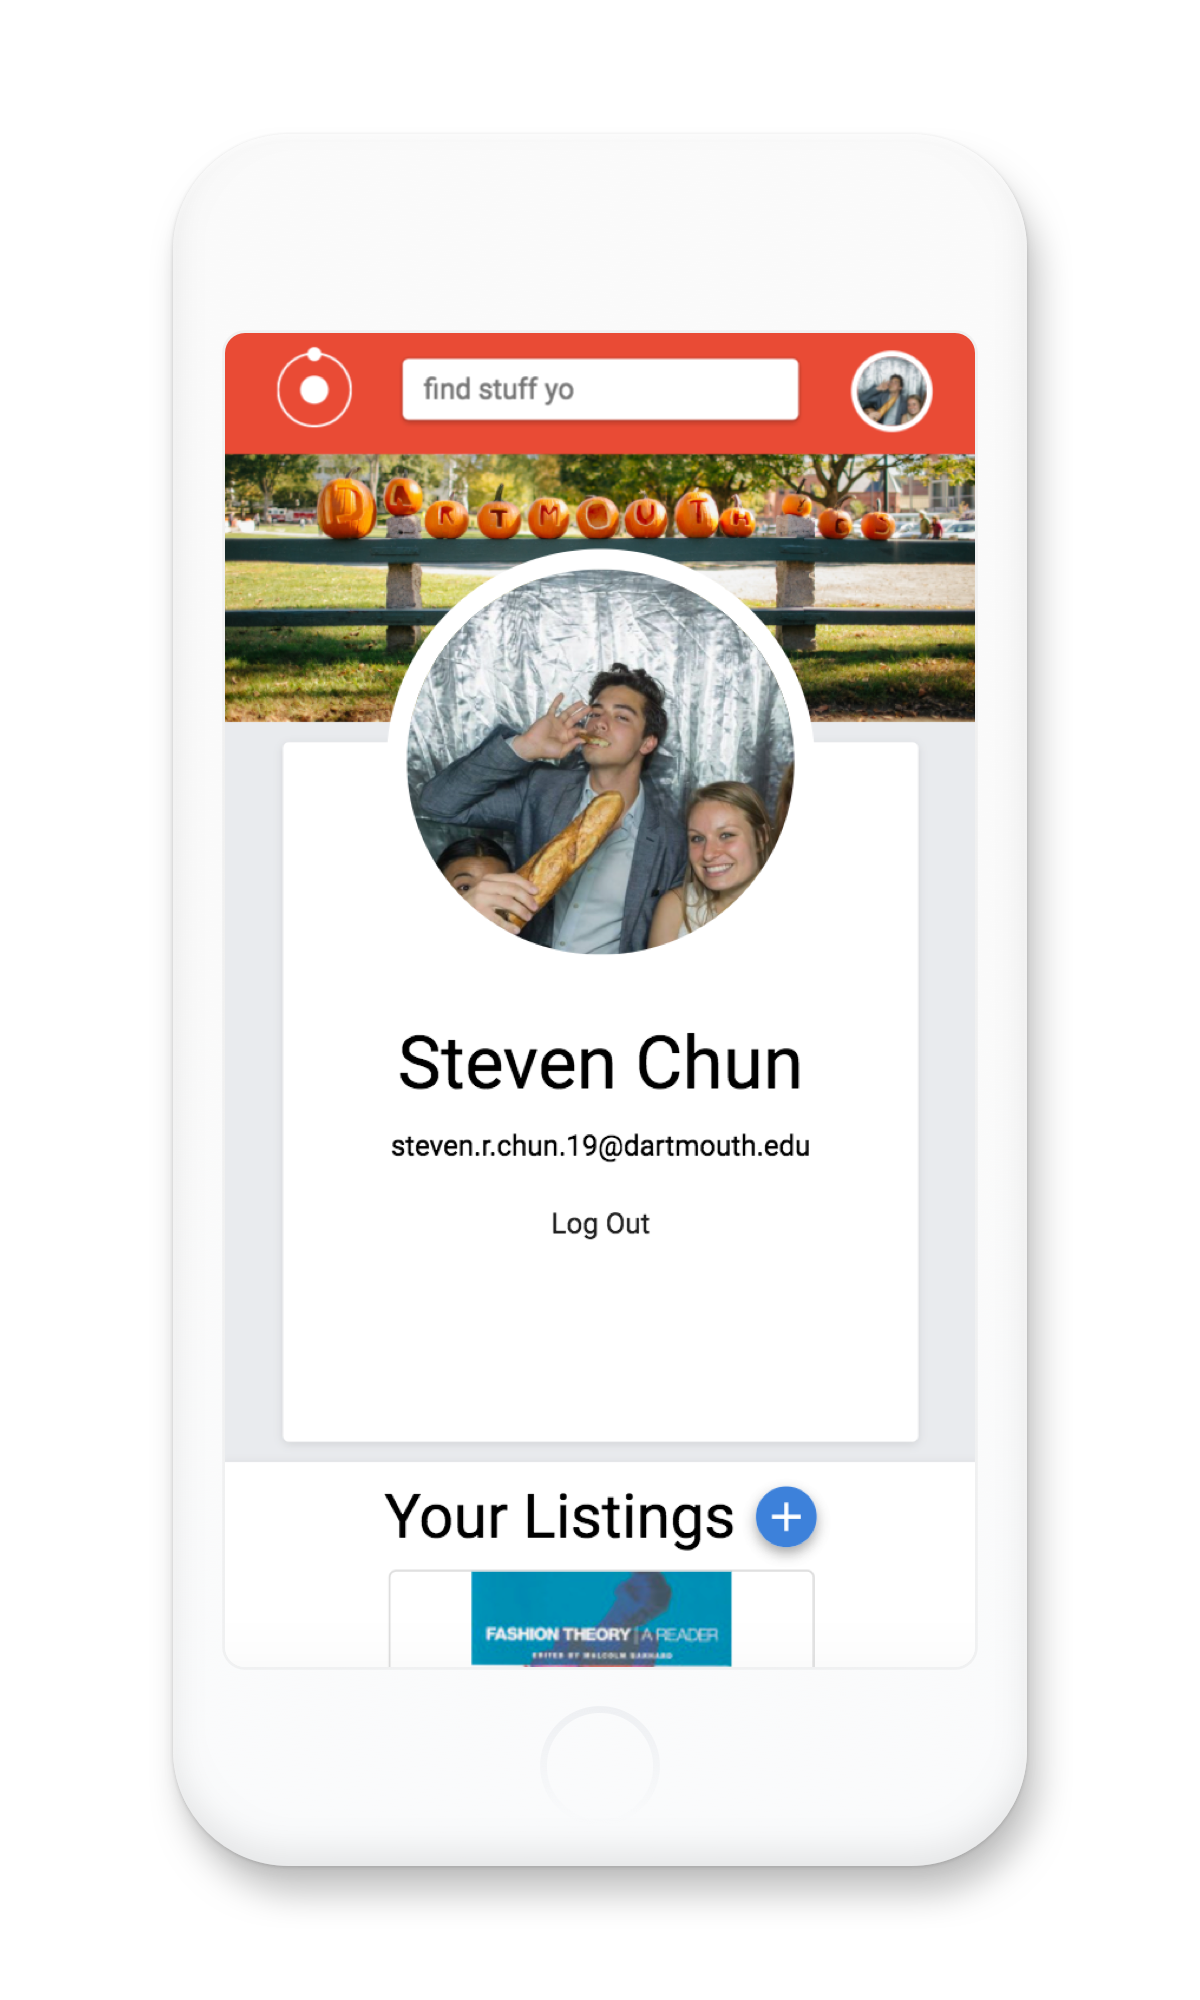 find stuff yo
DARTMOUTH
Steven Chun
steven.r.chun.19@dartmouth.edu
Log Out
Your Listings
FASHION THEORY | A READER
EDITED BY MALCOLM BARNARD